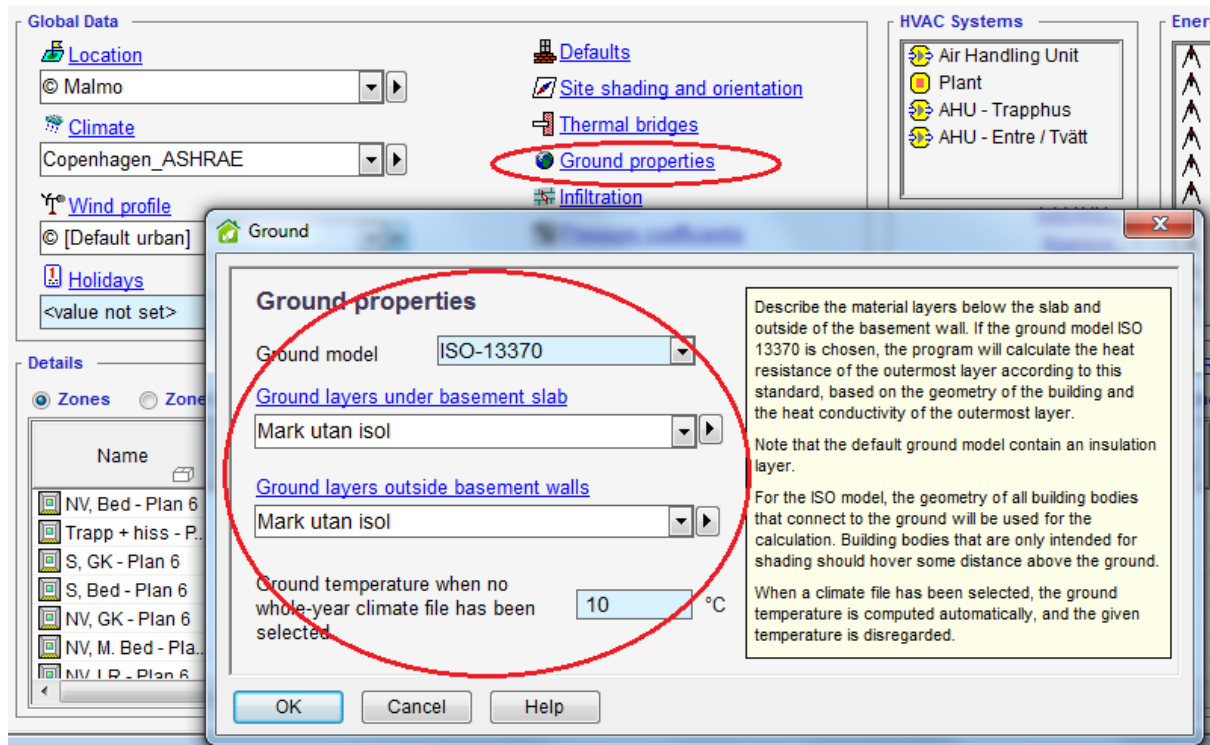 Global Data
Location
© Malmo
Climate
Copenhagen_ASHRAE
Wind profile
© [Default urban]
Holidays
<value not set>
Defaults
Site shading and orientation
Thermal bridges
Ground properties
Infiltration
Pressure coefficients
HVAC Systems
Air Handling Unit
Plant
AHU - Trapphus
AHU - Entre / Tvätt
Ener
Details
Zones
Zone
Name
NV, Bed - Plan 6
Trapp + hiss - P...
S, GK - Plan 6
S, Bed - Plan 6
NV, GK - Plan 6
NV, M. Bed - Pla...
NV, LR - Plan 6
Ground
Ground properties
Ground model
ISO-13370
Ground layers under basement slab
Mark utan isol
Ground layers outside basement walls
Mark utan isol
Ground temperature when no
whole-year climate file has been
selected
10 °C
Describe the material layers below the slab and
outside of the basement wall. If the ground model ISO
13370 is chosen, the program will calculate the heat
resistance of the outermost layer according to this
standard, based on the geometry of the building and
the heat conductivity of the outermost layer.
Note that the default ground model contain an insulation
layer.
For the ISO model, the geometry of all building bodies
that connect to the ground will be used for the
calculation. Building bodies that are only intended for
shading should hover some distance above the ground.
When a climate file has been selected, the ground
temperature is computed automatically, and the given
temperature is disregarded.
OK
Cancel
Help